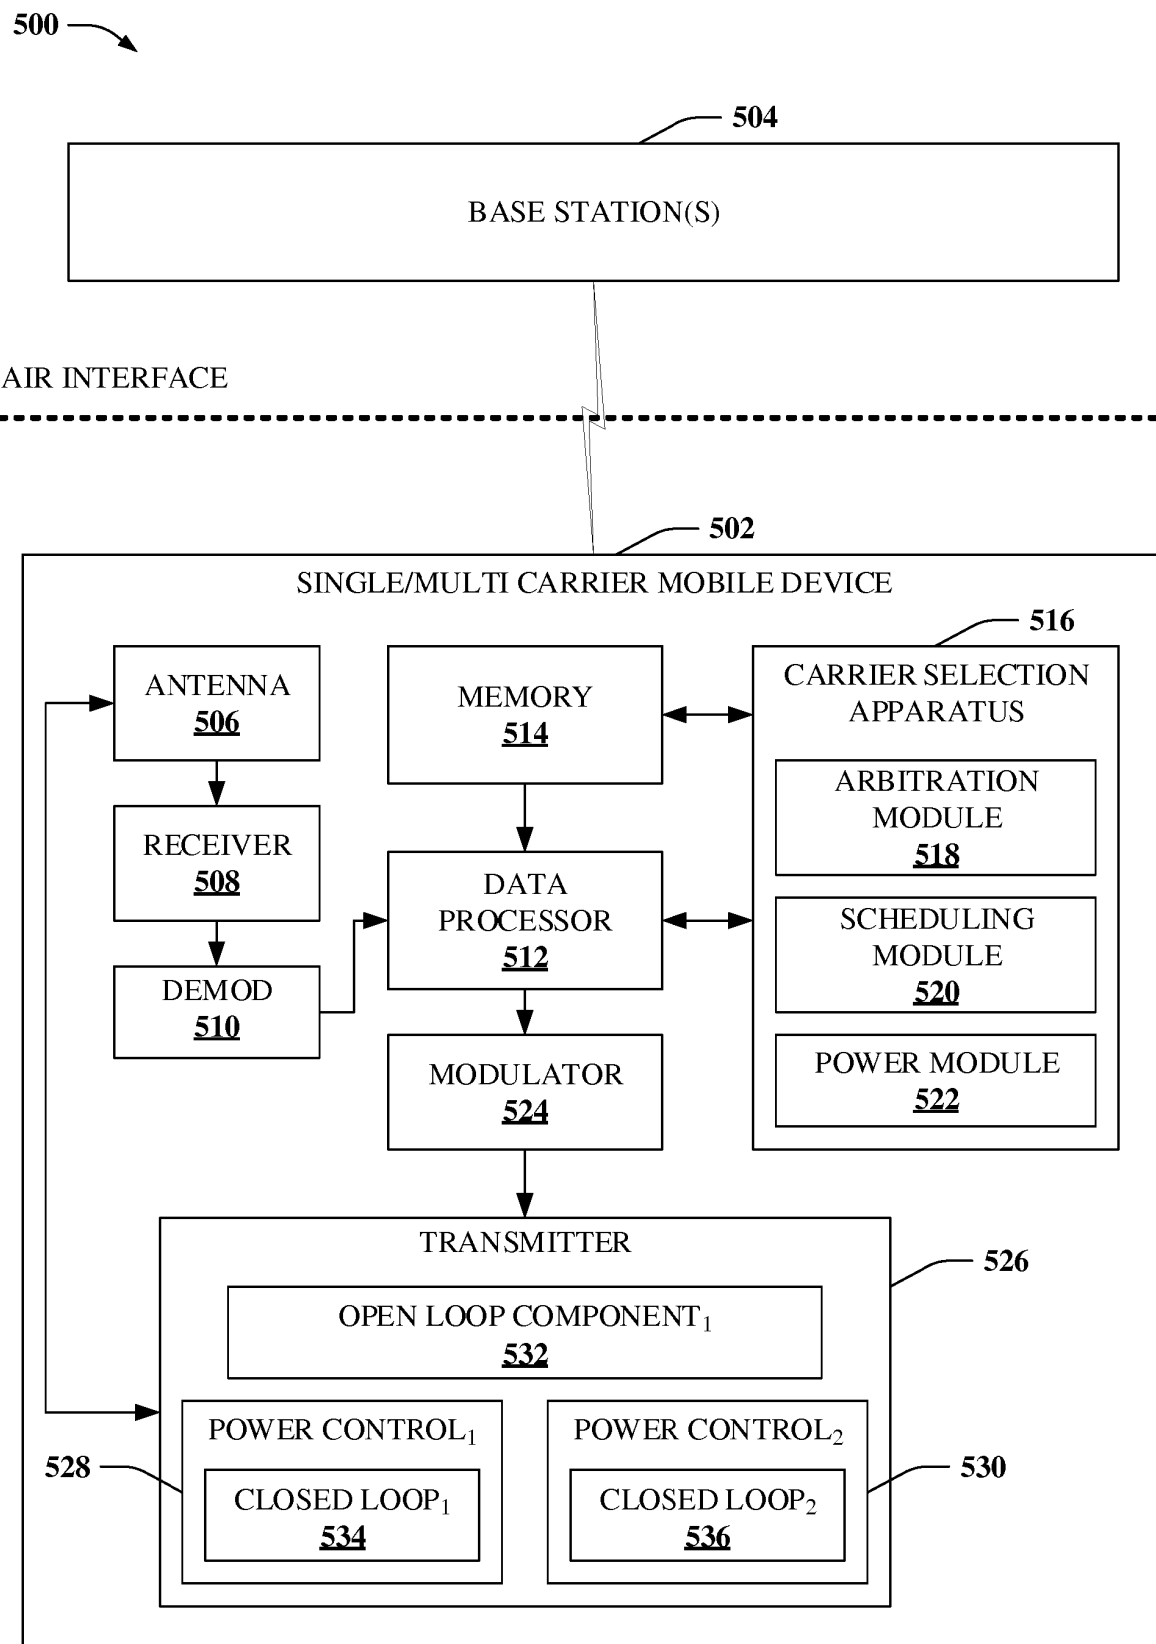 500
504
BASE STATION(S)
AIR INTERFACE
502
SINGLE/MULTI CARRIER MOBILE DEVICE
516
ANTENNA
506
MEMORY
514
CARRIER SELECTION
APPARATUS
ARBITRATION
MODULE
518
RECEIVER
508
DATA
PROCESSOR
512
SCHEDULING
MODULE
520
DEMOD
510
MODULATOR
524
POWER MODULE
522
TRANSMITTER
526
OPEN LOOP COMPONENT₁
532
POWER CONTROL₁
POWER CONTROL₂
528
530
CLOSED LOOP₁
534
CLOSED LOOP₂
536